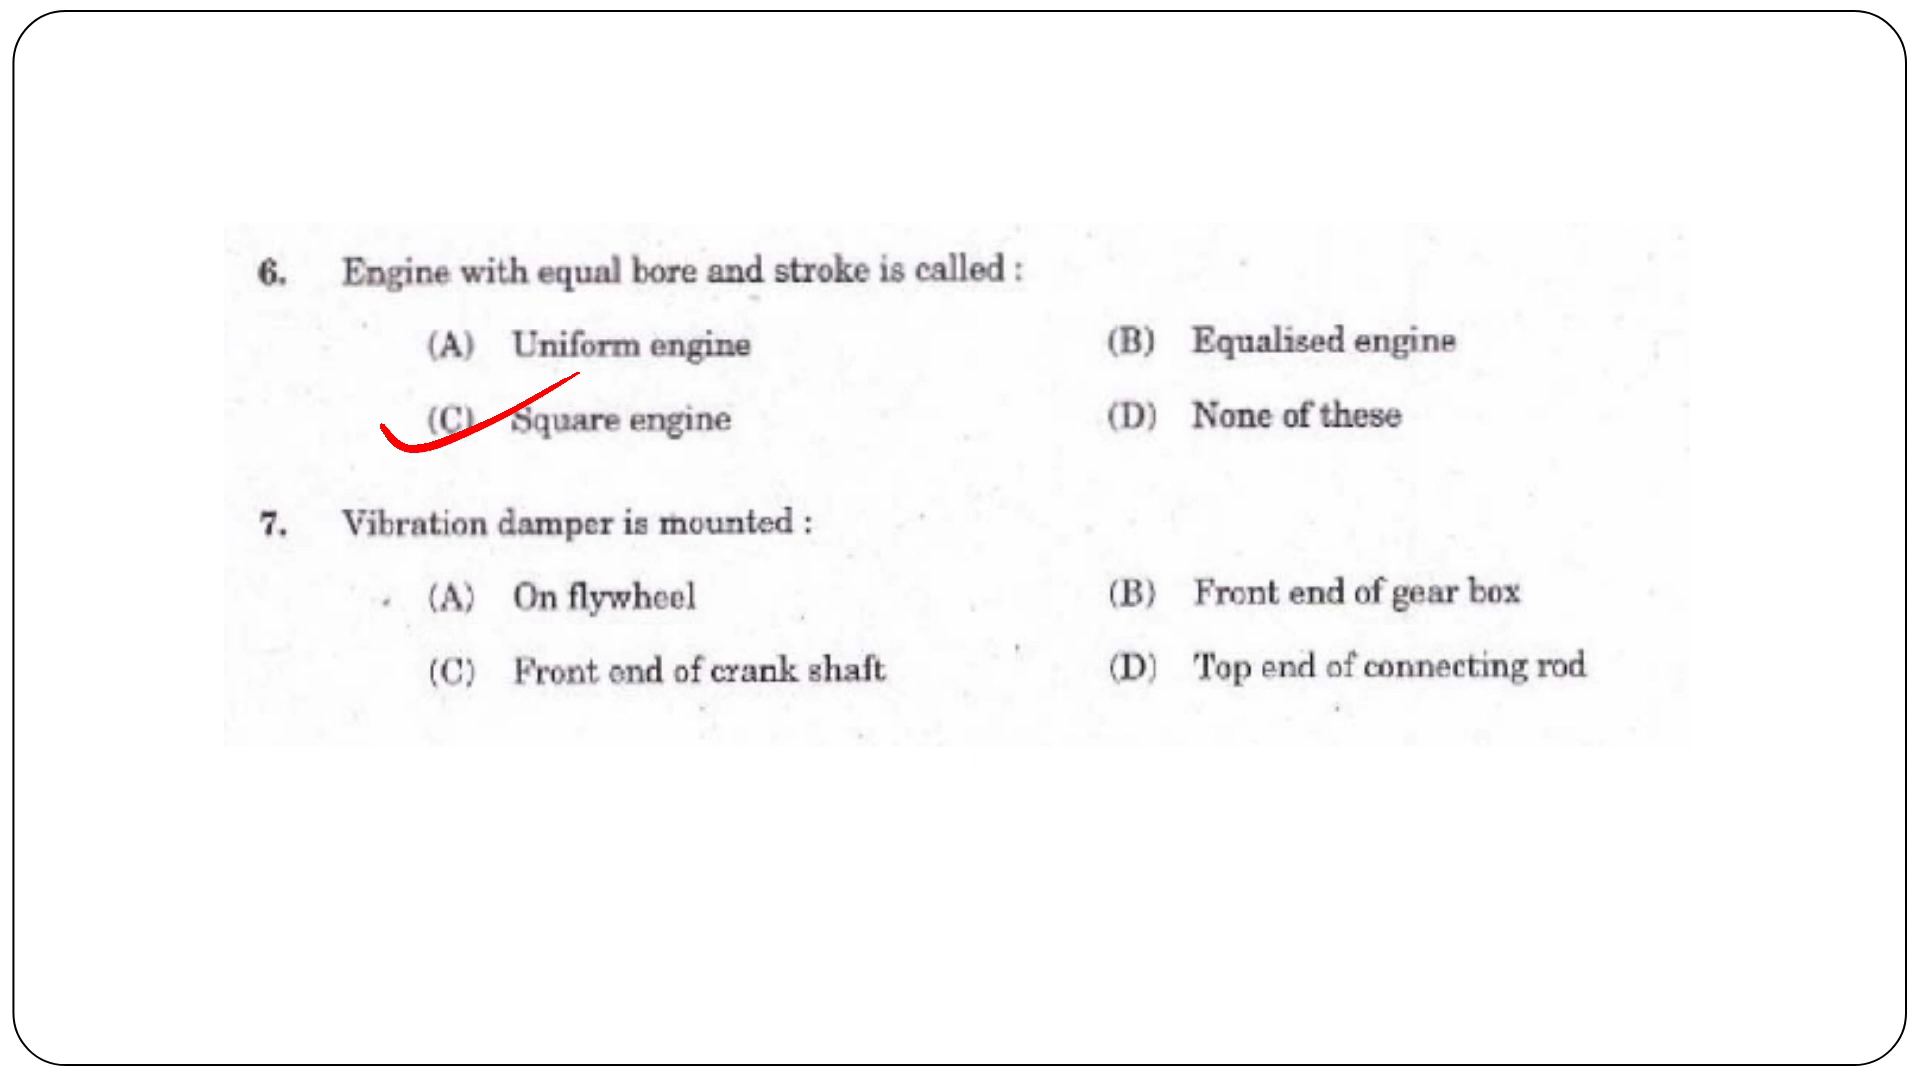 6. Engine with equal bore and stroke is called :
(A) Uniform engine (B) Equalised engine
(C) Square engine (D) None of these
7. Vibration damper is mounted :
(A) On flywheel (B) Front end of gear box
(C) Front end of crank shaft (D) Top end of connecting rod